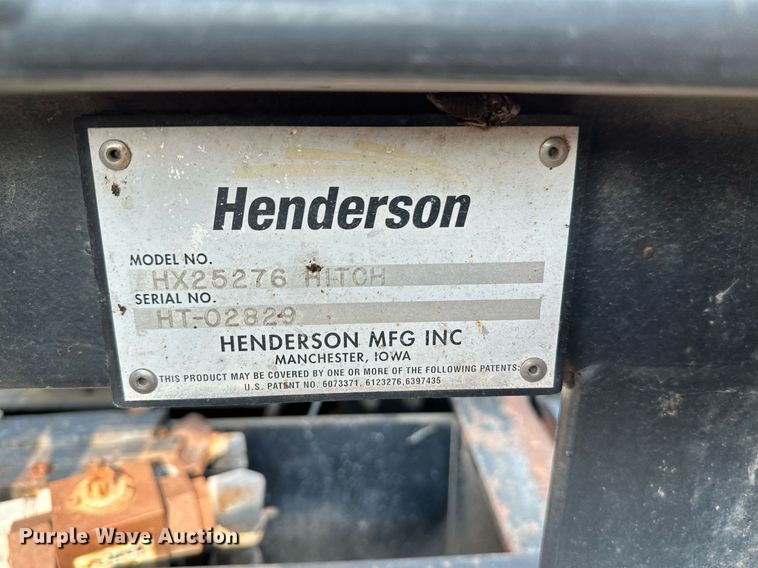 Henderson
MODEL NO.
HX25276 HITCH
SERIAL NO.
HT-02829
HENDERSON MFG INC
MANCHESTER, IOWA
THIS PRODUCT MAY BE COVERED BY ONE OR MORE OF THE FOLLOWING PATENTS:
U.S. PATENT NO. 6073371, 6123276,6397435
Purple Wave Auction